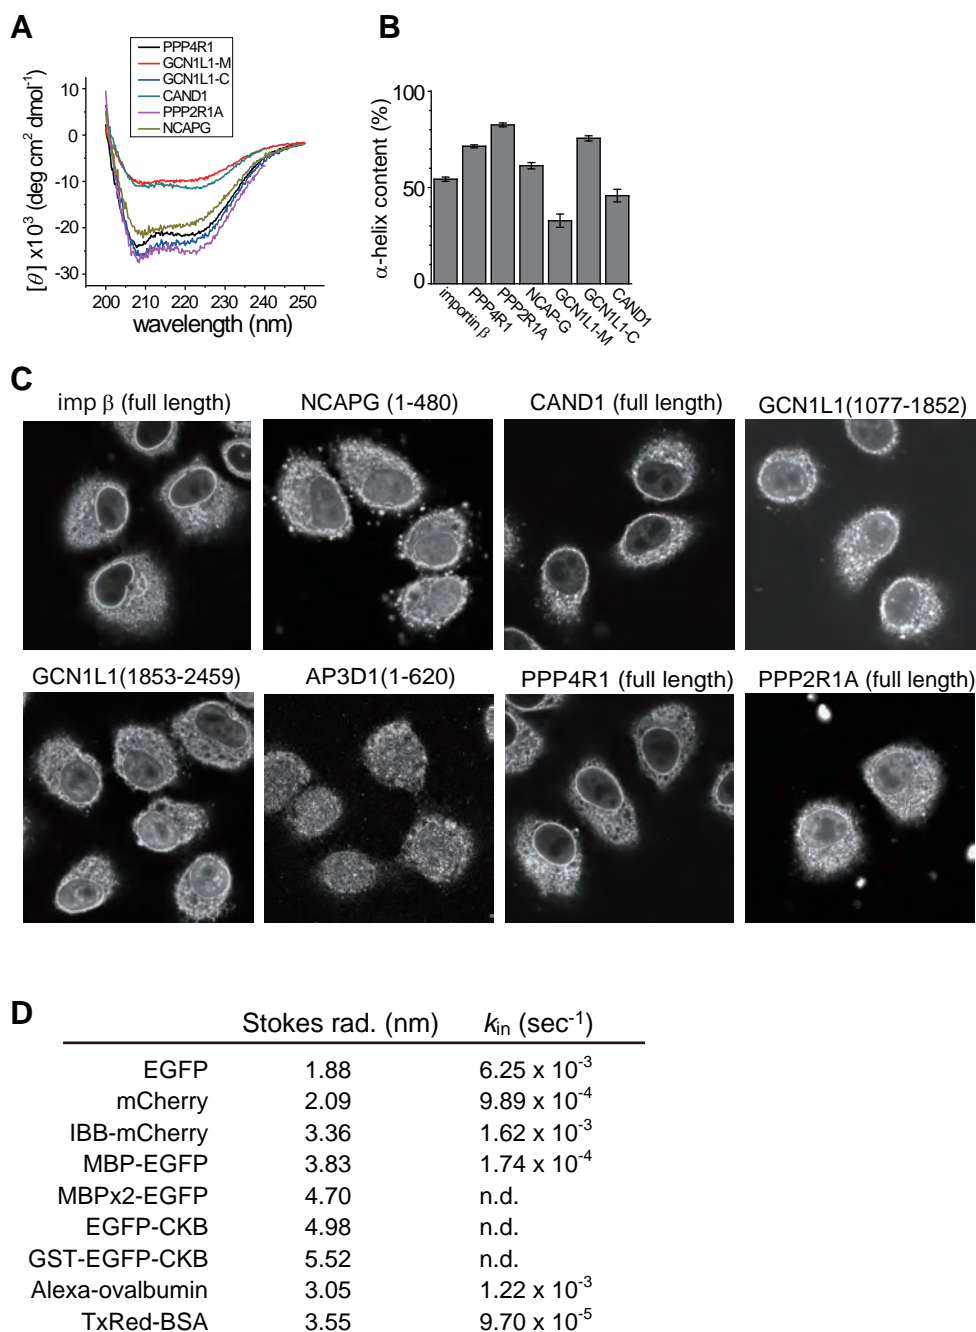 A
PPP4R1
GCN1L1-M
GCN1L1-C
CAND1
PPP2R1A
NCAPG
[θ] x10³ (deg cm² dmol⁻¹)
10
0
-10
-20
-30
200 210 220 230 240 250
wavelength (nm)
B
α-helix content (%)
100
50
0
importin β
PPP4R1
PPP2R1A
NCAP-G
GCN1L1-M
GCN1L1-C
CAND1
C
imp β (full length) NCAPG (1-480) CAND1 (full length) GCN1L1(1077-1852)
GCN1L1(1853-2459) AP3D1(1-620) PPP4R1 (full length) PPP2R1A (full length)
D
Stokes rad. (nm) kin (sec⁻¹)
EGFP 1.88 6.25 x 10⁻³
mCherry 2.09 9.89 x 10⁻⁴
IBB-mCherry 3.36 1.62 x 10⁻³
MBP-EGFP 3.83 1.74 x 10⁻⁴
MBPx2-EGFP 4.70 n.d.
EGFP-CKB 4.98 n.d.
GST-EGFP-CKB 5.52 n.d.
Alexa-ovalbumin 3.05 1.22 x 10⁻³
TxRed-BSA 3.55 9.70 x 10⁻⁵